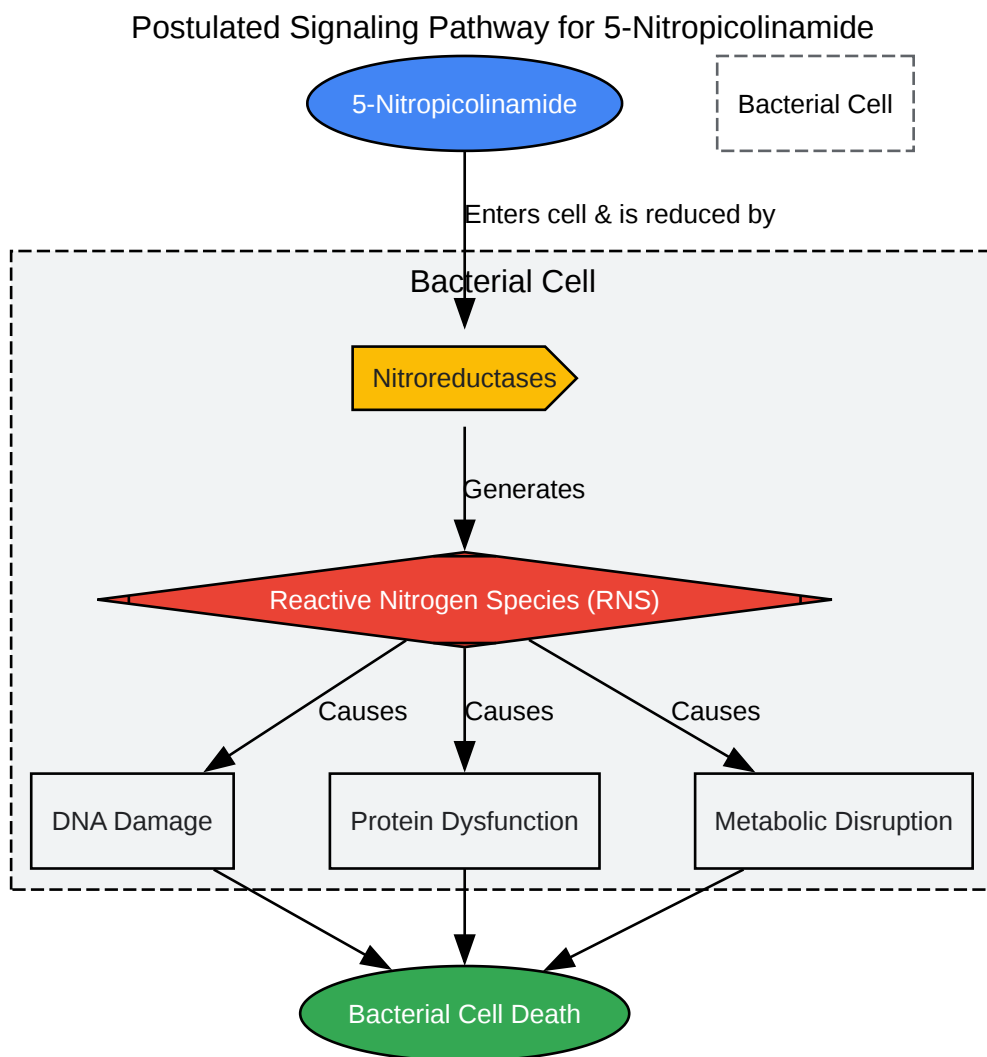 Postulated Signaling Pathway for 5-Nitropicolinamide
5-Nitropicolinamide
Bacterial Cell
Enters cell & is reduced by
Bacterial Cell
Nitroreductases
Generates
Reactive Nitrogen Species (RNS)
Causes
Causes
Causes
DNA Damage
Protein Dysfunction
Metabolic Disruption
Bacterial Cell Death